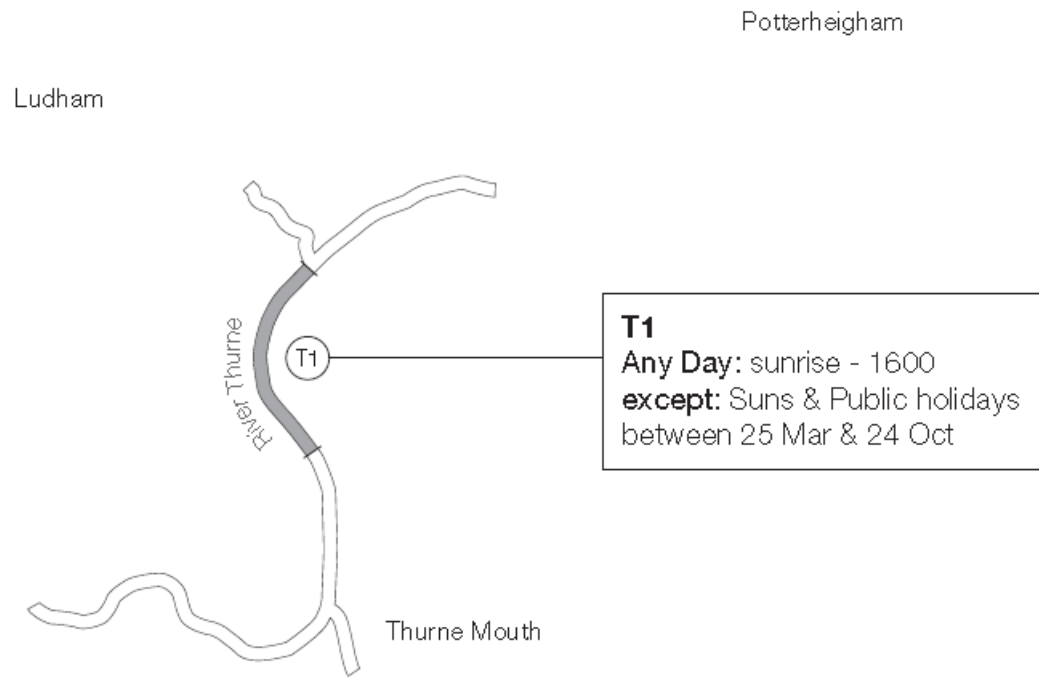 Potterheigham
Ludham
River Thurne
T1
T1
Any Day: sunrise - 1600
except: Suns & Public holidays
between 25 Mar & 24 Oct
Thurne Mouth